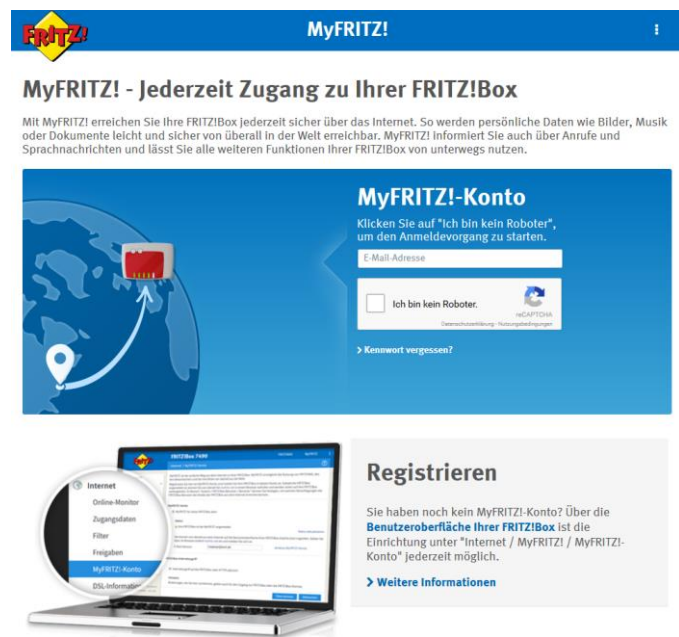 FRITZ!
MyFRITZ!
MyFRITZ! - Jederzeit Zugang zu Ihrer FRITZ!Box
Mit MyFRITZ! erreichen Sie Ihre FRITZ!Box jederzeit sicher über das Internet. So werden persönliche Daten wie Bilder, Musik
oder Dokumente leicht und sicher von überall in der Welt erreichbar. MyFRITZ! informiert Sie auch über Anrufe und
Sprachnachrichten und lässt Sie alle weiteren Funktionen Ihrer FRITZ!Box von unterwegs nutzen.
MyFRITZ!-Konto
Klicken Sie auf "Ich bin kein Roboter",
um den Anmeldevorgang zu starten.
E-Mail-Adresse
Ich bin kein Roboter.
reCAPTCHA
Datenschutzerklärung - Nutzungsbedingungen
> Kennwort vergessen?
FRITZ!Box 7490
Internet
Online-Monitor
Zugangsdaten
Filter
Freigaben
MyFRITZ!-Konto
DSL-Informationen
Registrieren
Sie haben noch kein MyFRITZ!-Konto? Über die
Benutzeroberfläche Ihrer FRITZ!Box ist die
Einrichtung unter "Internet / MyFRITZ! / MyFRITZ!-
Konto" jederzeit möglich.
> Weitere Informationen